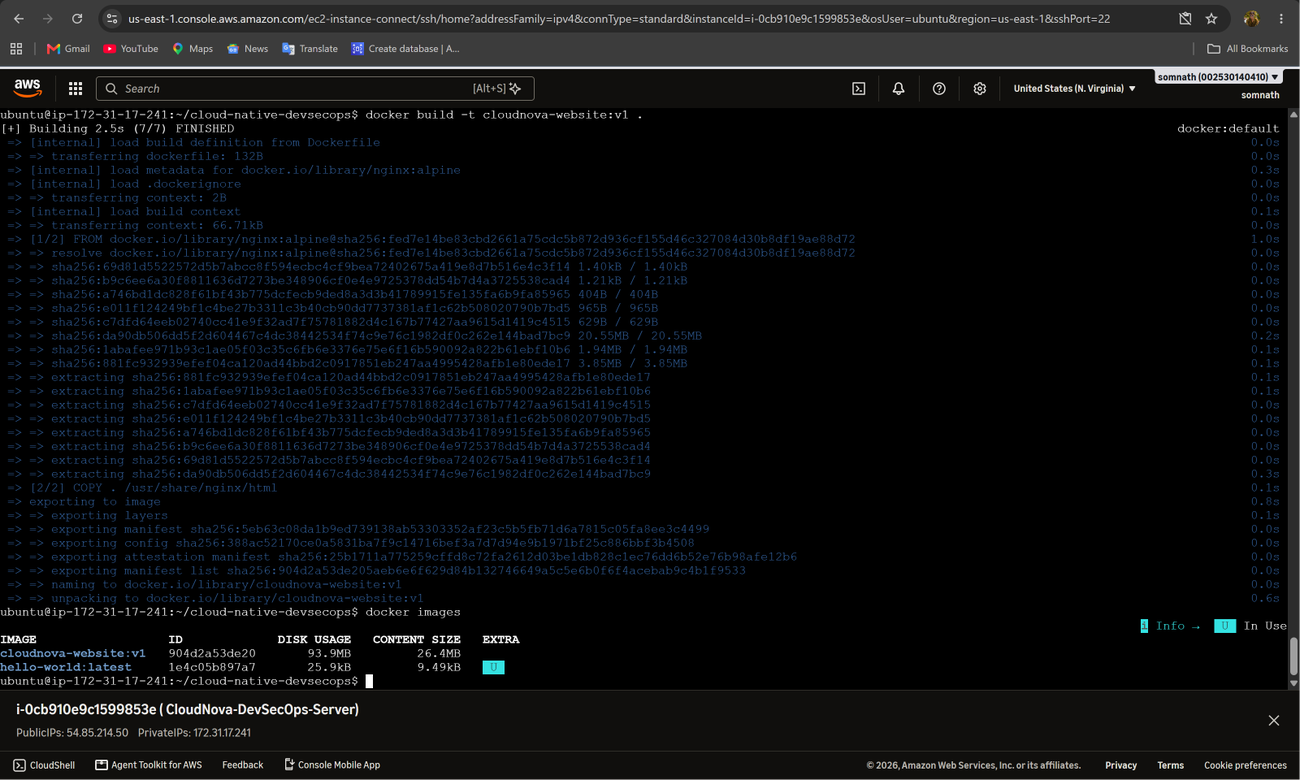 us-east-1.console.aws.amazon.com/ec2-instance-connect/ssh/home?addressFamily=ipv4&connType=standard&instanceId=i-0cb910e9c1599853e&osUser=ubuntu&region=us-east-1&sshPort=22
Gmail YouTube Maps News Translate Create database | A... All Bookmarks
aws Search [Alt+S] United States (N. Virginia) ▼ somnath (002530140410) ▼
somnath
ubuntu@ip-172-31-17-241:~/cloud-native-devsecops$ docker build -t cloudnova-website:v1 .
[+] Building 2.5s (7/7) FINISHED docker:default
=> [internal] load build definition from Dockerfile 0.0s
=> => transferring dockerfile: 132B 0.0s
=> [internal] load metadata for docker.io/library/nginx:alpine 0.3s
=> [internal] load .dockerignore 0.0s
=> => transferring context: 2B 0.0s
=> [internal] load build context 0.1s
=> => transferring context: 66.71kB 0.0s
=> [1/2] FROM docker.io/library/nginx:alpine@sha256:fed7e14be83cbd2661a75cdc5b872d936cf155d46c327084d30b8df19ae88d72 1.0s
=> => resolve docker.io/library/nginx:alpine@sha256:fed7e14be83cbd2661a75cdc5b872d936cf155d46c327084d30b8df19ae88d72 0.0s
=> => sha256:69d81d5522572d5b7abcc8f594ecbc4cf9bea72402675a419e8d7b516e4c3f14 1.40kB / 1.40kB 0.0s
=> => sha256:b9c6ee6a30f8811636d7273be348906cf0e4e9725378dd54b7d4a3725538cad4 1.21kB / 1.21kB 0.0s
=> => sha256:a746bd1dc828f61bf43b775dcfecb9ded8a3d3b41789915fe135fa6b9fa85965 404B / 404B 0.0s
=> => sha256:e011f124249bf1c4be27b3311c3b40cb90dd7737381af1c62b508020790b7bd5 965B / 965B 0.0s
=> => sha256:c7dfd64eeb02740cc41e9f32ad7f75781882d4c167b77427aa9615d1419c4515 629B / 629B 0.0s
=> => sha256:da90db506dd5f2d604467c4dc38442534f74c9e76c1982df0c262e144bad7bc9 20.55MB / 20.55MB 0.2s
=> => sha256:1abafee971b93c1ae05f03c35c6fb6e3376e75e6f16b590092a822b61ebf10b6 1.94MB / 1.94MB 0.1s
=> => sha256:881fc932939efef04ca120ad44bbd2c0917851eb247aa4995428afb1e80ede17 3.85MB / 3.85MB 0.1s
=> => extracting sha256:881fc932939efef04ca120ad44bbd2c0917851eb247aa4995428afb1e80ede17 0.1s
=> => extracting sha256:1abafee971b93c1ae05f03c35c6fb6e3376e75e6f16b590092a822b61ebf10b6 0.1s
=> => extracting sha256:c7dfd64eeb02740cc41e9f32ad7f75781882d4c167b77427aa9615d1419c4515 0.0s
=> => extracting sha256:e011f124249bf1c4be27b3311c3b40cb90dd7737381af1c62b508020790b7bd5 0.0s
=> => extracting sha256:a746bd1dc828f61bf43b775dcfecb9ded8a3d3b41789915fe135fa6b9fa85965 0.0s
=> => extracting sha256:b9c6ee6a30f8811636d7273be348906cf0e4e9725378dd54b7d4a3725538cad4 0.0s
=> => extracting sha256:69d81d5522572d5b7abcc8f594ecbc4cf9bea72402675a419e8d7b516e4c3f14 0.0s
=> => extracting sha256:da90db506dd5f2d604467c4dc38442534f74c9e76c1982df0c262e144bad7bc9 0.3s
=> [2/2] COPY . /usr/share/nginx/html 0.1s
=> exporting to image 0.8s
=> => exporting layers 0.1s
=> => exporting manifest sha256:5eb63c08da1b9ed739138ab53303352af23c5b5fb71d6a7815c05fa8ee3c4499 0.0s
=> => exporting config sha256:388ac52170ce0a5831ba7f9c14716bef3a7d7d94e9b1971bf25c886bbf3b4508 0.0s
=> => exporting attestation manifest sha256:25b1711a775259cffd8c72fa2612d03be1db828c1ec76dd6b52e76b98afe12b6 0.0s
=> => exporting manifest list sha256:904d2a53de205aeb6e6f629d84b132746649a5c5e6b0f6f4acebab9c4b1f9533 0.0s
=> => naming to docker.io/library/cloudnova-website:v1 0.0s
=> => unpacking to docker.io/library/cloudnova-website:v1 0.6s
ubuntu@ip-172-31-17-241:~/cloud-native-devsecops$ docker images
i Info → U In Use
IMAGE ID DISK USAGE CONTENT SIZE EXTRA
cloudnova-website:v1 904d2a53de20 93.9MB 26.4MB
hello-world:latest 1e4c05b897a7 25.9kB 9.49kB U
ubuntu@ip-172-31-17-241:~/cloud-native-devsecops$
i-0cb910e9c1599853e ( CloudNova-DevSecOps-Server)
PublicIPs: 54.85.214.50 PrivateIPs: 172.31.17.241
CloudShell Agent Toolkit for AWS Feedback Console Mobile App © 2026, Amazon Web Services, Inc. or its affiliates. Privacy Terms Cookie preferences